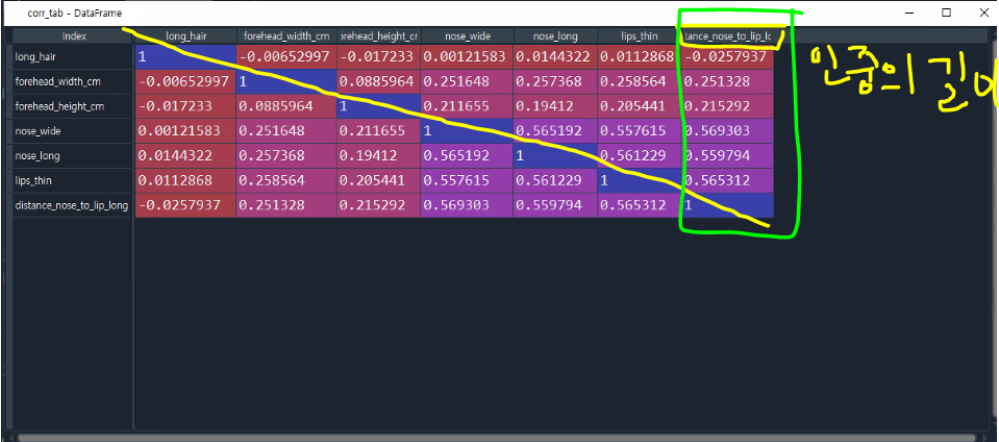 corr_tab - DataFrame
Index long_hair forehead_width_cm orehead_height_cr nose_wide nose_long lips_thin tance_nose_to_lip_lc
long_hair 1 -0.00652997 -0.017233 0.00121583 0.0144322 0.0112868 -0.0257937
forehead_width_cm -0.00652997 1 0.0885964 0.251648 0.257368 0.258564 0.251328
forehead_height_cm -0.017233 0.0885964 1 0.211655 0.19412 0.205441 0.215292
nose_wide 0.00121583 0.251648 0.211655 1 0.565192 0.557615 0.569303
nose_long 0.0144322 0.257368 0.19412 0.565192 1 0.561229 0.559794
lips_thin 0.0112868 0.258564 0.205441 0.557615 0.561229 1 0.565312
distance_nose_to_lip_long -0.0257937 0.251328 0.215292 0.569303 0.559794 0.565312 1
인중의 길이